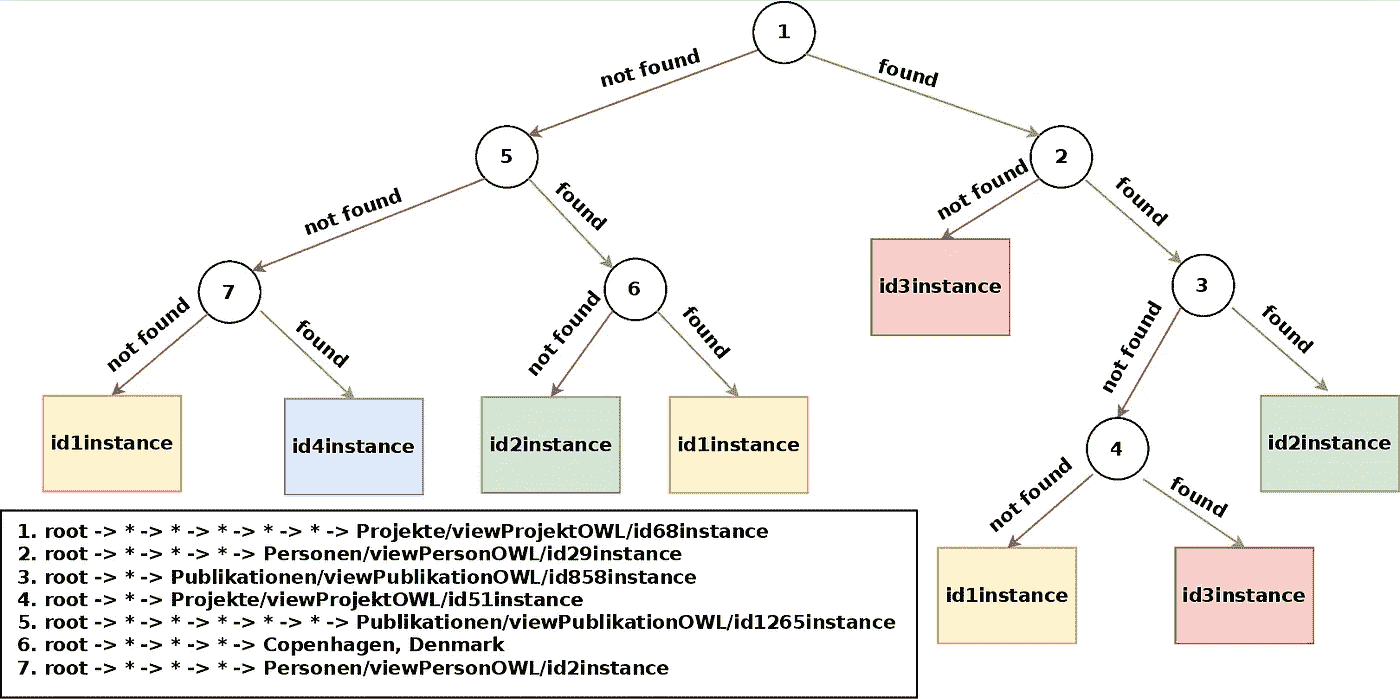 1
not found
found
5
2
not found
found
not found
found
7
6
id3instance
3
not found
found
not found
found
not found
found
id1instance
id4instance
id2instance
id1instance
4
id2instance
not found
found
id1instance
id3instance
1. root -> * -> * -> * -> * -> * -> Projekte/viewProjektOWL/id68instance
2. root -> * -> * -> * -> Personen/viewPersonOWL/id29instance
3. root -> * -> Publikationen/viewPublikationOWL/id858instance
4. root -> * -> Projekte/viewProjektOWL/id51instance
5. root -> * -> * -> * -> * -> * -> Publikationen/viewPublikationOWL/id1265instance
6. root -> * -> * -> * -> Copenhagen, Denmark
7. root -> * -> * -> * -> Personen/viewPersonOWL/id2instance